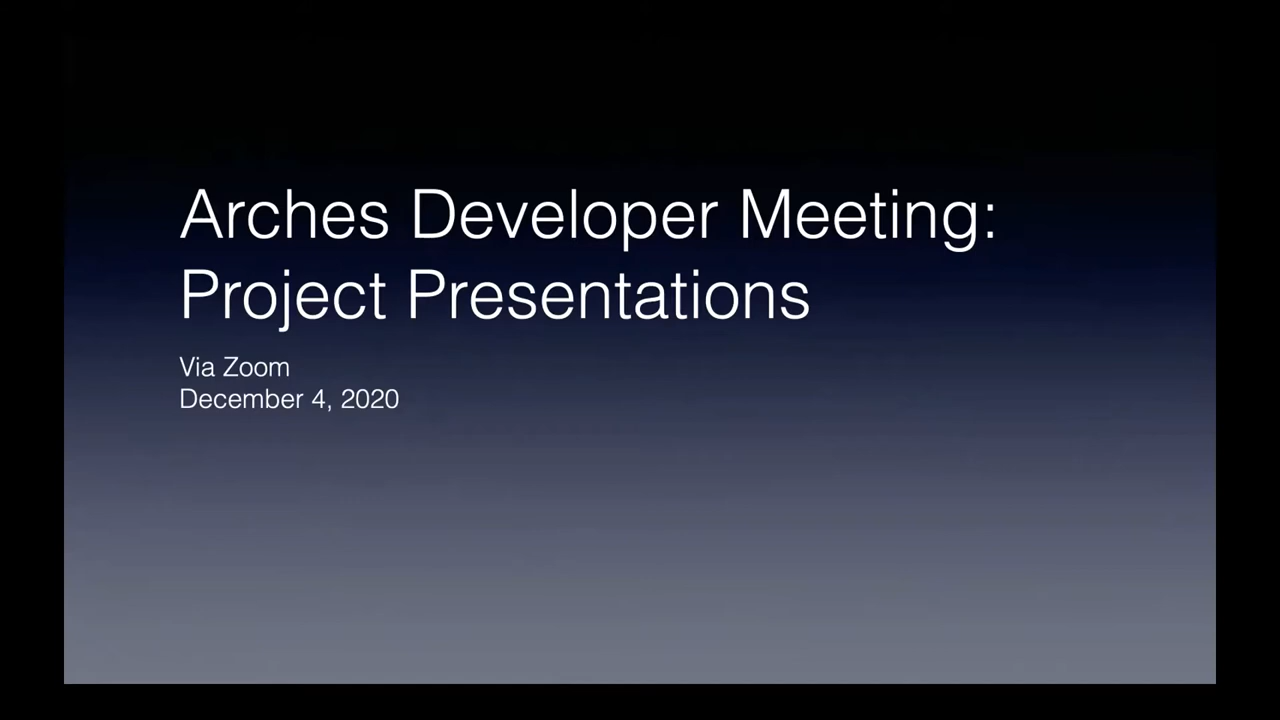 Arches Developer Meeting:
Project Presentations
Via Zoom
December 4, 2020